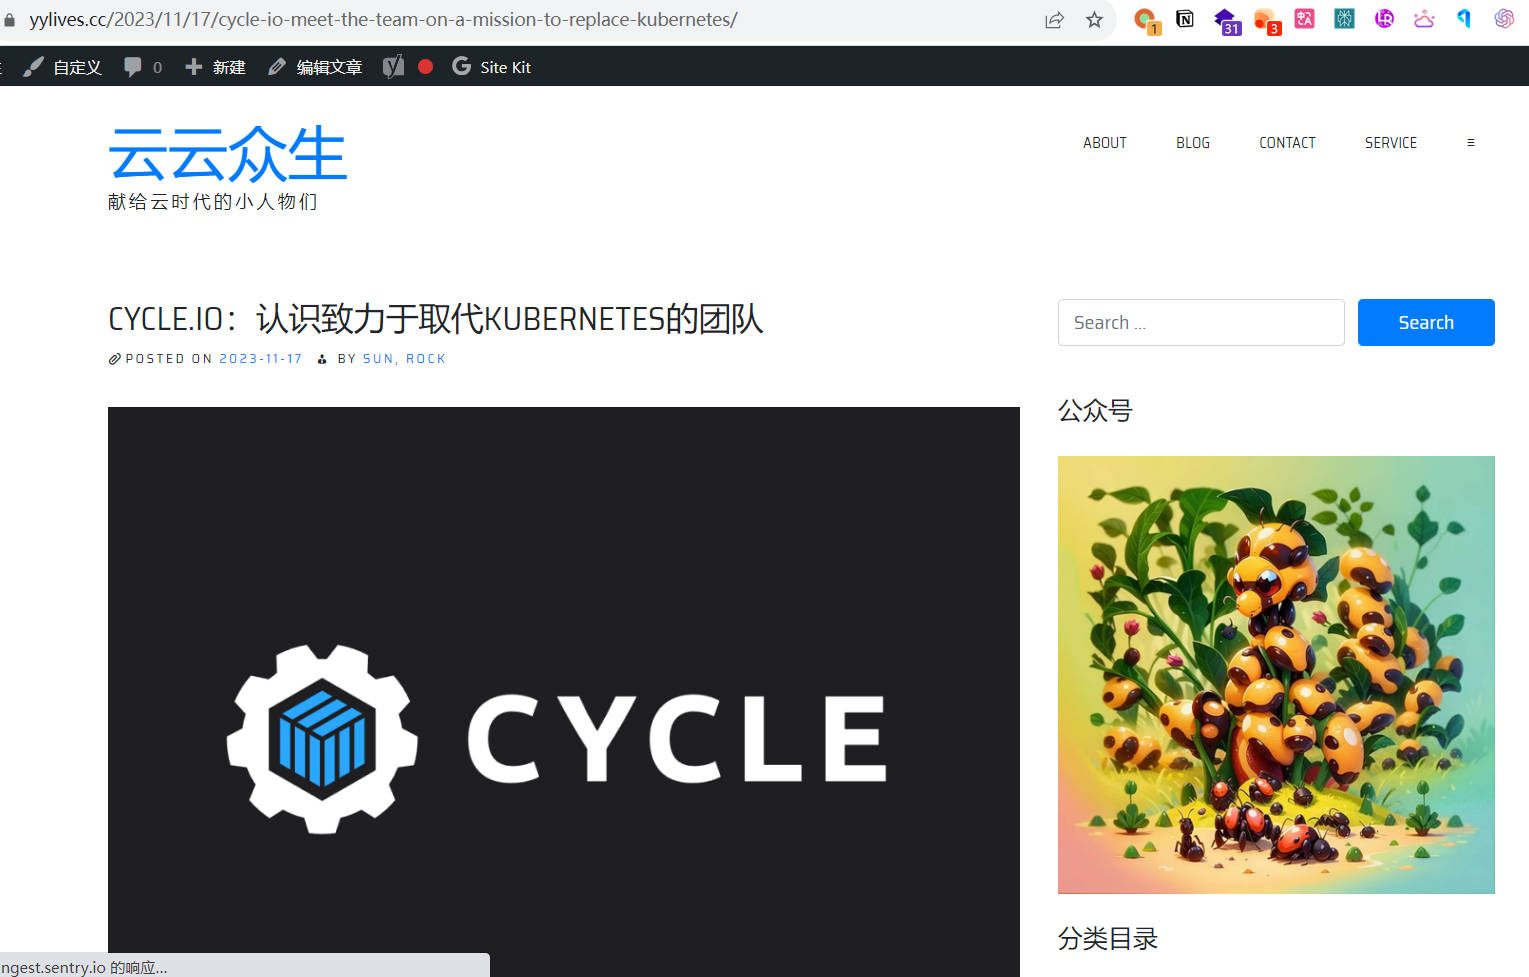 yylives.cc/2023/11/17/cycle-io-meet-the-team-on-a-mission-to-replace-kubernetes/
1
31
3
自定义 0 新建 编辑文章 Site Kit
云云众生
献给云时代的小人物们
ABOUT BLOG CONTACT SERVICE ≡
CYCLE.IO：认识致力于取代KUBERNETES的团队
POSTED ON 2023-11-17 BY SUN, ROCK
Search ... Search
公众号
CYCLE
分类目录
ngest.sentry.io 的响应...